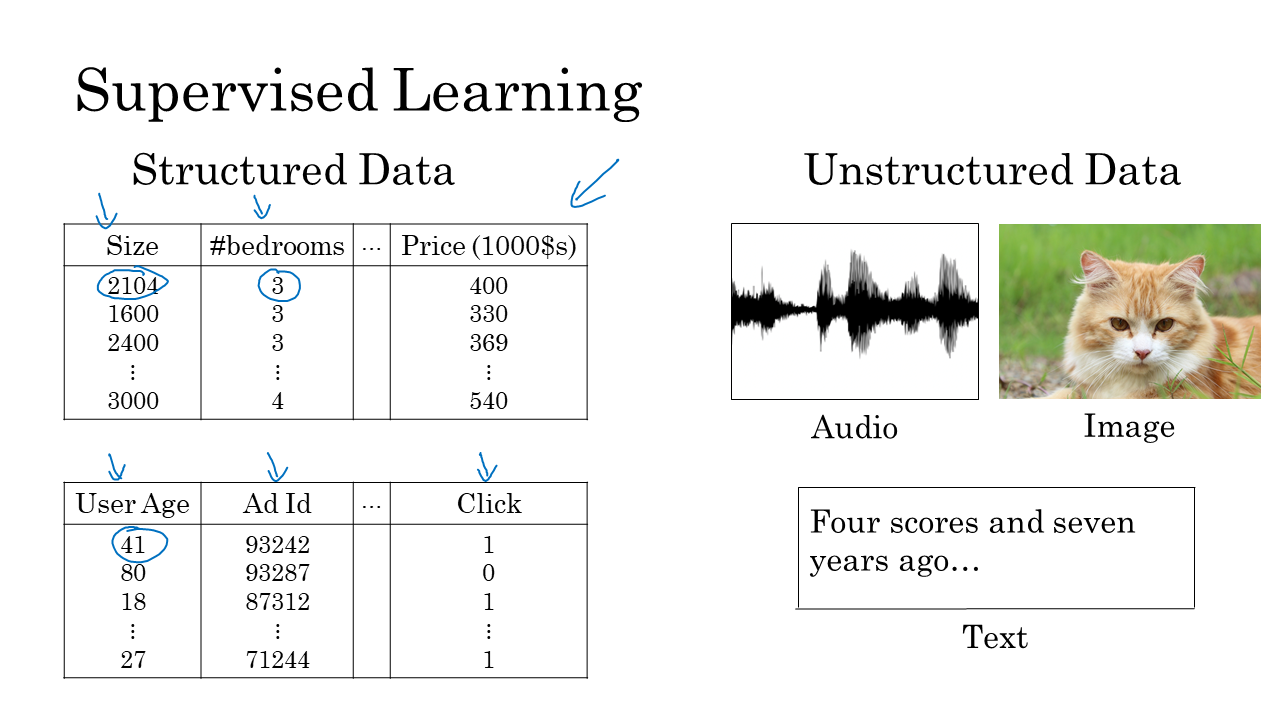 Supervised Learning
Structured Data
Size #bedrooms ... Price (1000$s)
2104 3 400
1600 3 330
2400 3 369
⋮ ⋮ ⋮
3000 4 540
User Age Ad Id ... Click
41 93242 1
80 93287 0
18 87312 1
⋮ ⋮ ⋮
27 71244 1
Unstructured Data
Audio
Image
Four scores and seven
years ago...
Text